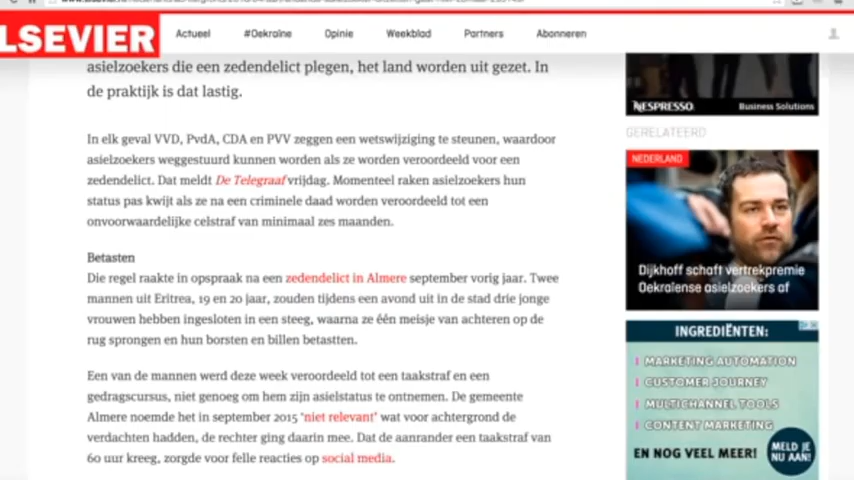 LSEVIER
Actueel
#Oekraïne
Opinie
Weekblad
Partners
Abonneren
asielzoekers die een zedendelict plegen, het land worden uit gezet. In
de praktijk is dat lastig.
In elk geval VVD, PvdA, CDA en PVV zeggen een wetswijziging te steunen, waardoor
asielzoekers weggestuurd kunnen worden als ze worden veroordeeld voor een
zedendelict. Dat meldt De Telegraaf vrijdag. Momenteel raken asielzoekers hun
status pas kwijt als ze na een criminele daad worden veroordeeld tot een
onvoorwaardelijke celstraf van minimaal zes maanden.
Betasten
Die regel raakte in opspraak na een zedendelict in Almere september vorig jaar. Twee
mannen uit Eritrea, 19 en 20 jaar, zouden tijdens een avond uit in de stad drie jonge
vrouwen hebben ingesloten in een steeg, waarna ze één meisje van achteren op de
rug sprongen en hun borsten en billen betastten.
Een van de mannen werd deze week veroordeeld tot een taakstraf en een
gedragscursus, niet genoeg om hem zijn asielstatus te ontnemen. De gemeente
Almere noemde het in september 2015 'niet relevant' wat voor achtergrond de
verdachten hadden, de rechter ging daarin mee. Dat de aanrander een taakstraf van
60 uur kreeg, zorgde voor felle reacties op social media.
NESPRESSO
Business Solutions
GERELATEERD
NEDERLAND
Dijkhoff schaft vertrekpremie
Oekraïense asielzoekers af
INGREDIËNTEN:
MARKETING AUTOMATION
CUSTOMER JOURNEY
MULTICHANNEL TOOLS
CONTENT MARKETING
EN NOG VEEL MEER!
MELD JE
NU AAN!